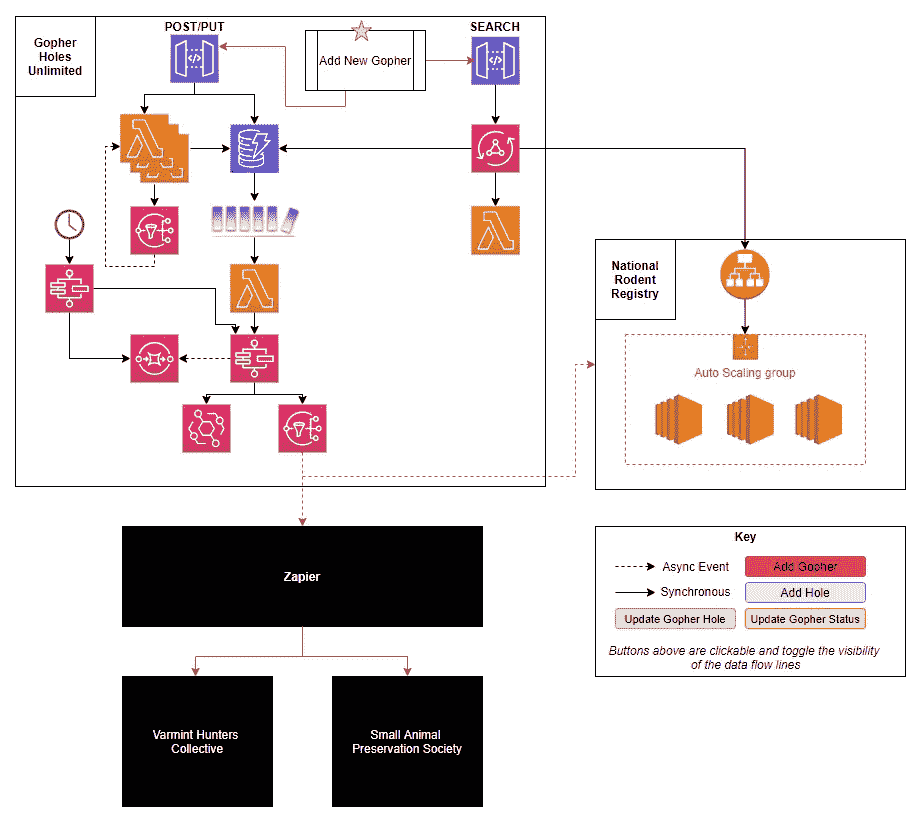 Gopher
Holes
Unlimited
POST/PUT
Add New Gopher
SEARCH
National
Rodent
Registry
Auto Scaling group
Zapier
Varmint Hunters
Collective
Small Animal
Preservation Society
Key
Async Event
Add Gopher
Synchronous
Add Hole
Update Gopher Hole
Update Gopher Status
Buttons above are clickable and toggle the visibility
of the data flow lines